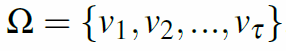 Ω = {v₁, v₂, ..., v_τ}